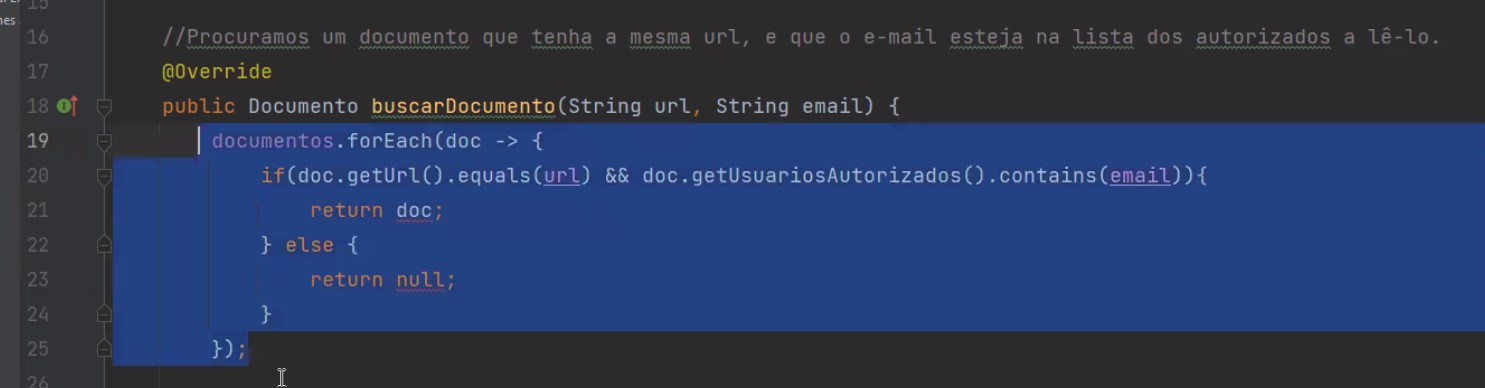 15
nes
16 //Procuramos um documento que tenha a mesma url, e que o e-mail esteja na lista dos autorizados a lê-lo.
17 @Override
18 public Documento buscarDocumento(String url, String email) {
19 documentos.forEach(doc -> {
20 if(doc.getUrl().equals(url) && doc.getUsuariosAutorizados().contains(email)){
21 return doc;
22 } else {
23 return null;
24 }
25 });
26